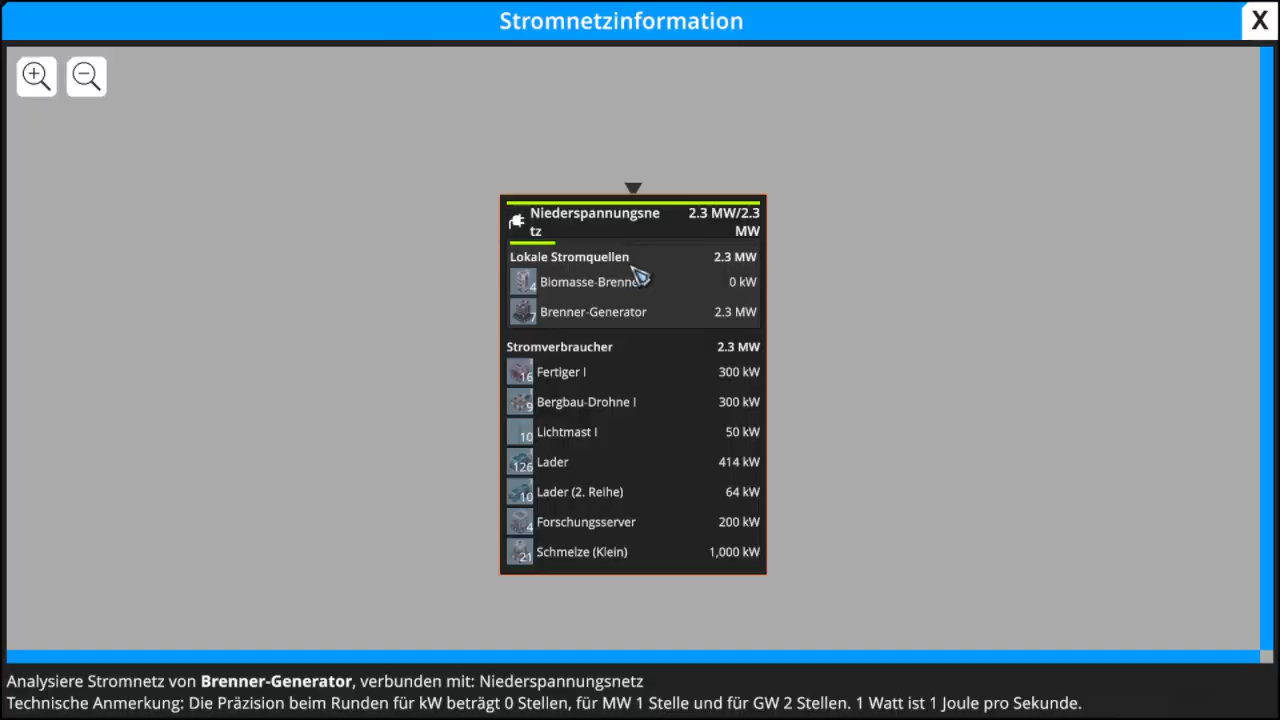 Stromnetzinformation
X
Niederspannungsne
tz
2.3 MW/2.3
MW
Lokale Stromquellen 2.3 MW
4 Biomasse-Brenne 0 kW
7 Brenner-Generator 2.3 MW
Stromverbraucher 2.3 MW
16 Fertiger I 300 kW
9 Bergbau-Drohne I 300 kW
10 Lichtmast I 50 kW
126 Lader 414 kW
10 Lader (2. Reihe) 64 kW
4 Forschungsserver 200 kW
21 Schmelze (Klein) 1,000 kW
Analysiere Stromnetz von Brenner-Generator, verbunden mit: Niederspannungsnetz
Technische Anmerkung: Die Präzision beim Runden für kW beträgt 0 Stellen, für MW 1 Stelle und für GW 2 Stellen. 1 Watt ist 1 Joule pro Sekunde.